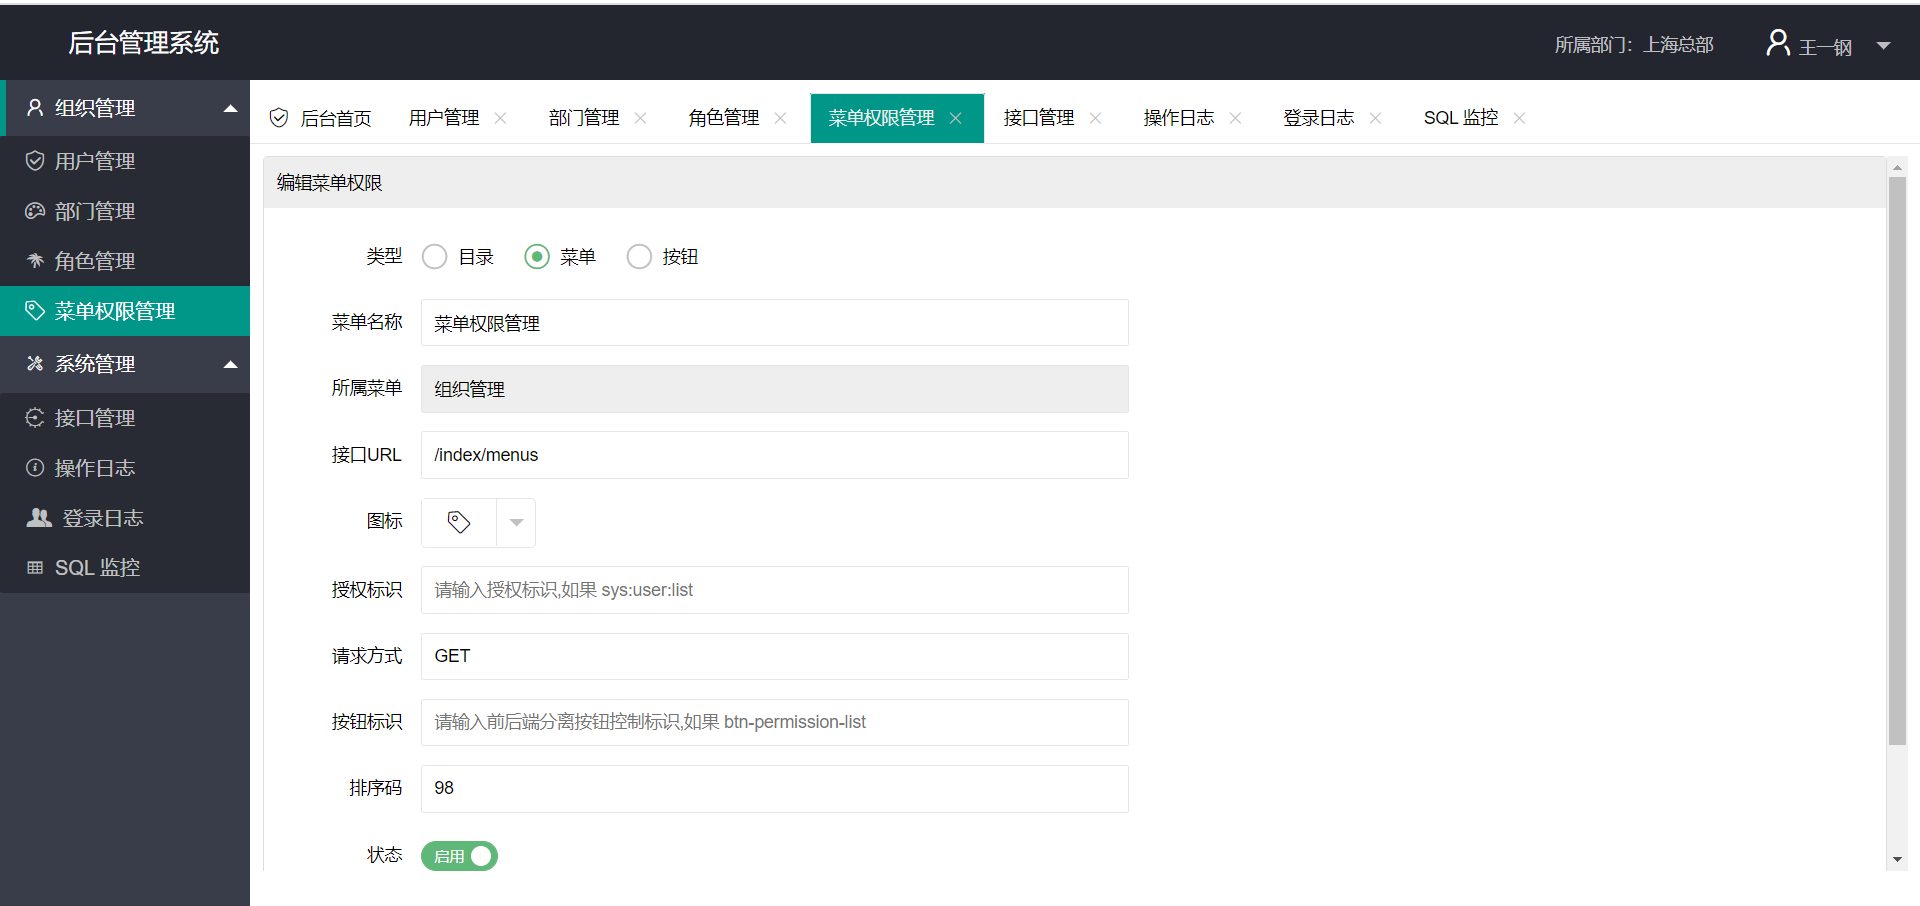 后台管理系统
所属部门：上海总部
王一钢
组织管理
用户管理
部门管理
角色管理
菜单权限管理
系统管理
接口管理
操作日志
登录日志
SQL 监控
后台首页
用户管理
部门管理
角色管理
菜单权限管理
接口管理
操作日志
登录日志
SQL 监控
编辑菜单权限
类型 目录 菜单 按钮
菜单名称 菜单权限管理
所属菜单 组织管理
接口URL /index/menus
图标
授权标识 请输入授权标识,如果 sys:user:list
请求方式 GET
按钮标识 请输入前后端分离按钮控制标识,如果 btn-permission-list
排序码 98
状态 启用